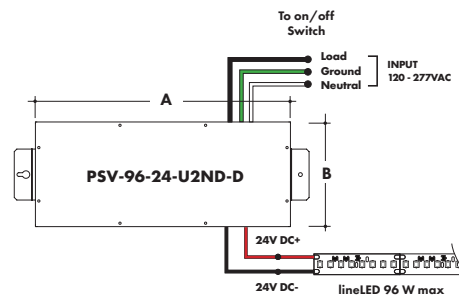 To on/off
Switch
Load
Ground
Neutral
INPUT
120 - 277VAC
A
B
PSV-96-24-U2ND-D
24V DC+
24V DC-
lineLED 96 W max